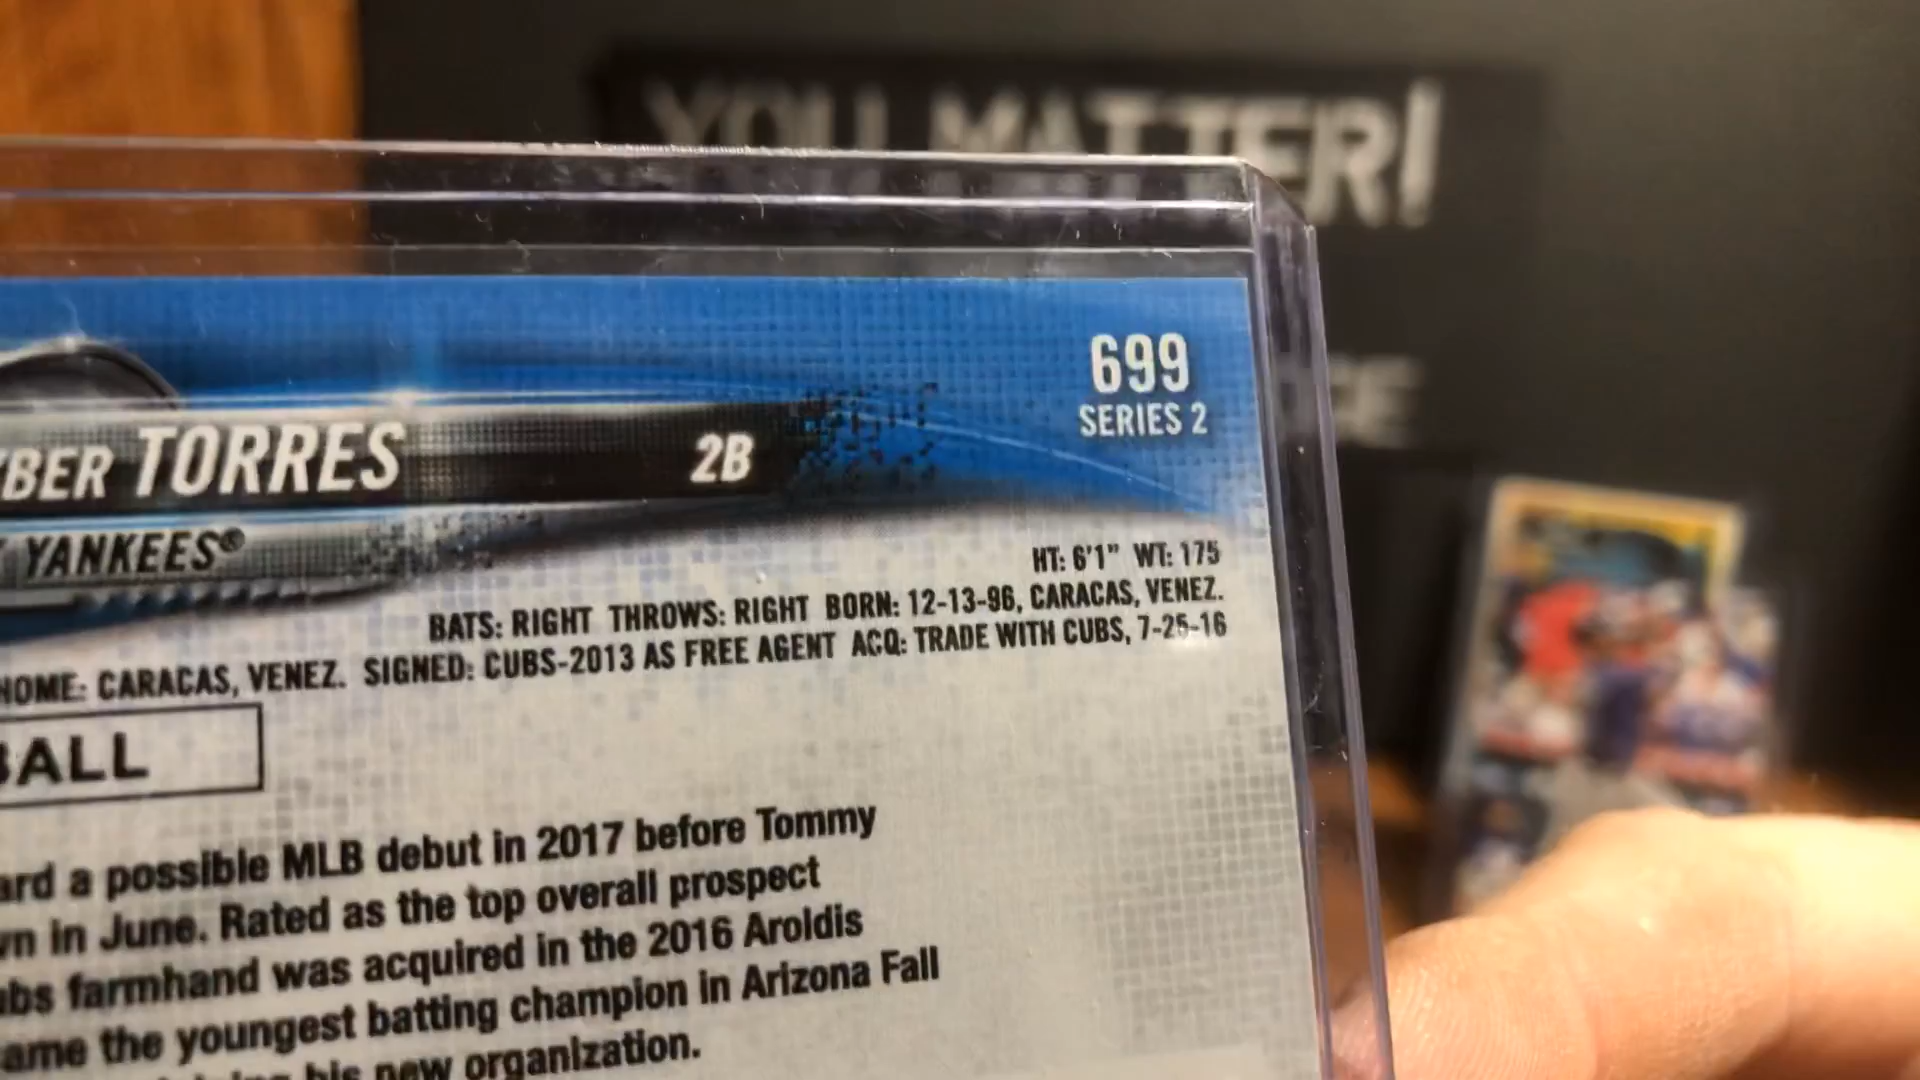 YOU MATTER!
699
SERIES 2
YBER TORRES 2B
YANKEES®
HT: 6'1" WT: 175
BATS: RIGHT THROWS: RIGHT BORN: 12-13-96, CARACAS, VENEZ.
HOME: CARACAS, VENEZ. SIGNED: CUBS-2013 AS FREE AGENT ACQ: TRADE WITH CUBS, 7-25-16
BALL
ard a possible MLB debut in 2017 before Tommy
wn in June. Rated as the top overall prospect
ubs farmhand was acquired in the 2016 Aroldis
ame the youngest batting champion in Arizona Fall
his new organization.